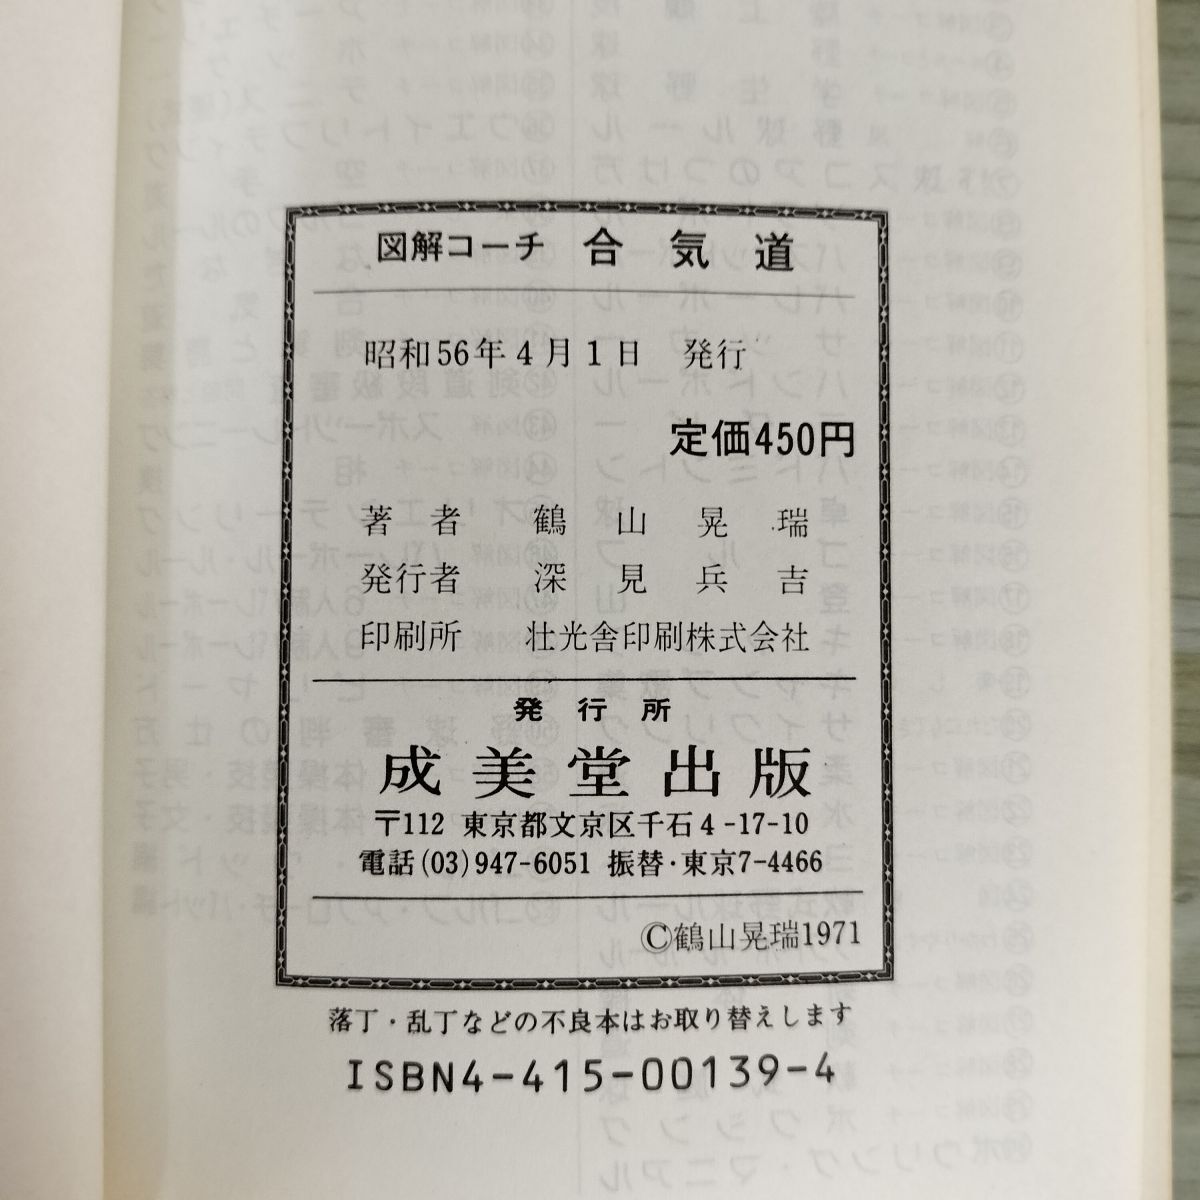 図解コーチ 合気道
昭和56年4月1日 発行
定価450円
著者 鶴山晃瑞
発行者 深見兵吉
印刷所 壮光舎印刷株式会社
発行所
成美堂出版
〒112 東京都文京区千石4-17-10
電話(03)947-6051 振替・東京7-4466
©鶴山晃瑞1971
落丁・乱丁などの不良本はお取り替えします
ISBN4-415-00139-4